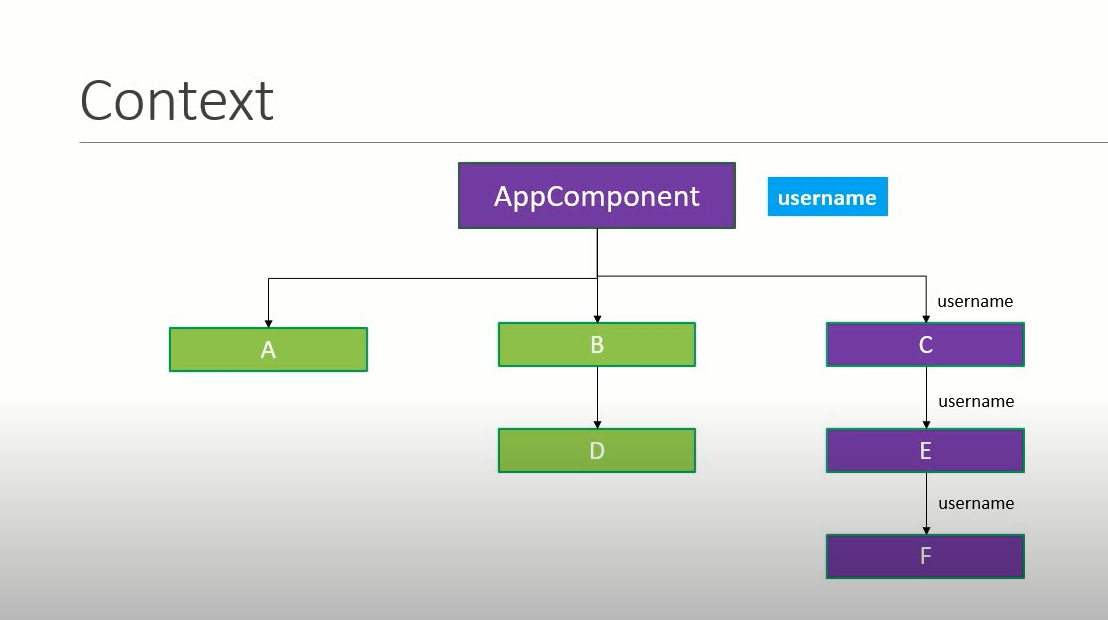 Context
AppComponent
username
username
A
B
C
username
D
E
username
F